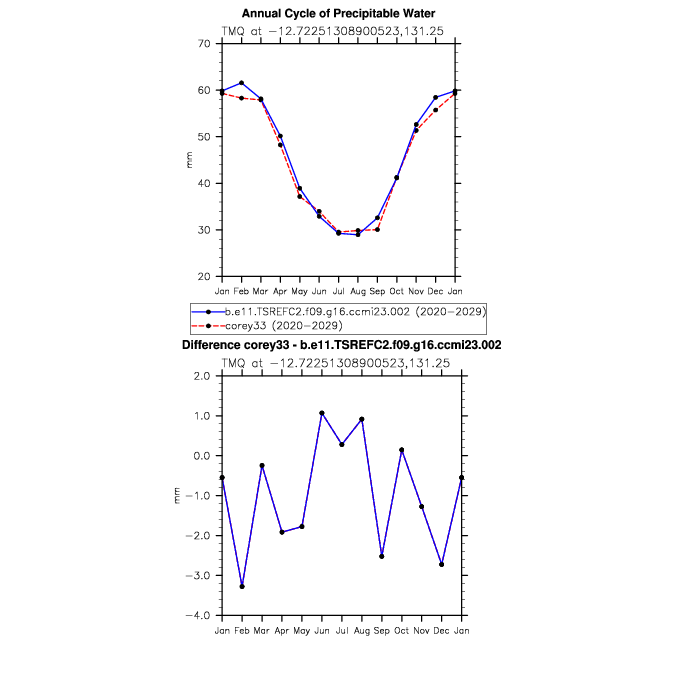 Annual Cycle of Precipitable Water
TMQ at −12.72251308900523,131.25
70
60
50
40
30
20
mm
Jan Feb Mar Apr May Jun Jul Aug Sep Oct Nov Dec Jan
b.e11.TSREFC2.f09.g16.ccmi23.002 (2020−2029)
corey33 (2020−2029)
Difference corey33 - b.e11.TSREFC2.f09.g16.ccmi23.002
TMQ at −12.72251308900523,131.25
2.0
1.0
0.0
−1.0
−2.0
−3.0
−4.0
mm
Jan Feb Mar Apr May Jun Jul Aug Sep Oct Nov Dec Jan